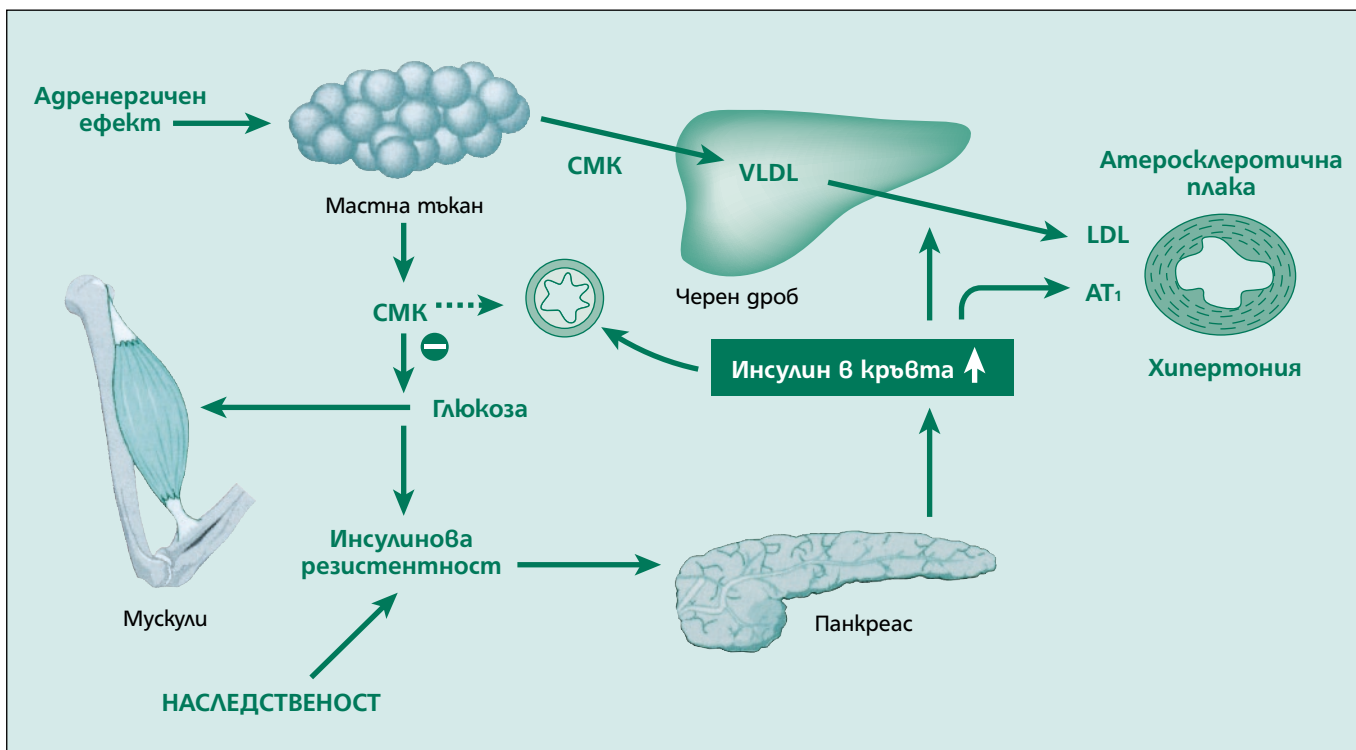 Адренергичен
ефект
СМК
VLDL
Атеросклеротична
плака
Мастна тъкан
LDL
Черен дроб
AT1
СМК
Инсулин в кръвта
Хипертония
Глюкоза
Инсулинова
резистентност
Мускули
Панкреас
НАСЛЕДСТВЕНОСТ